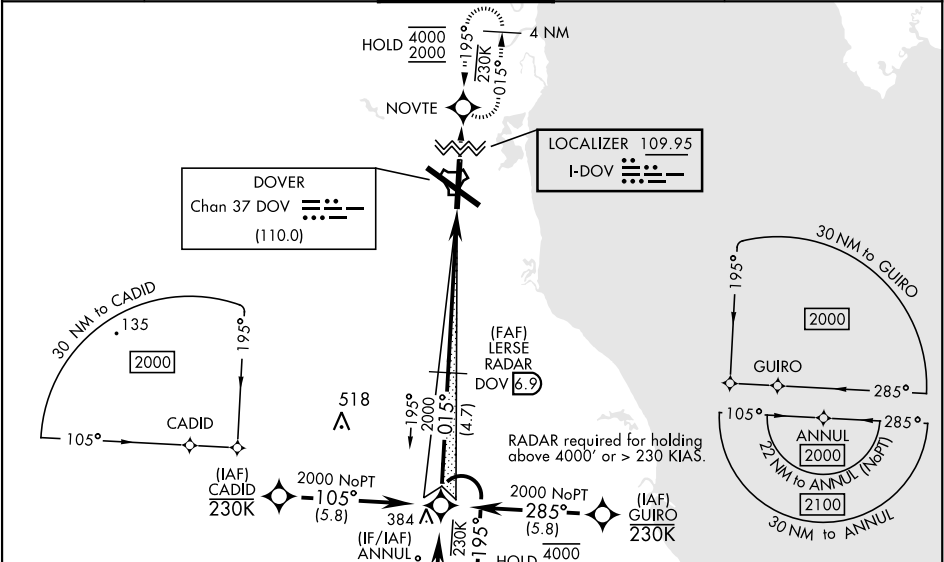 HOLD 4000
2000
195°
230K
015°
4 NM
NOVTE
LOCALIZER 109.95
I-DOV
DOVER
Chan 37 DOV
(110.0)
30 NM to CADID
135
2000
195°
105°
CADID
518
(FAF)
LERSE
RADAR
DOV 6.9
195°
2000
015°
(4.7)
30 NM to GUIRO
195°
2000
GUIRO
285°
105°
285°
ANNUL
2000
22 NM to ANNUL (NoPT)
2100
30 NM to ANNUL
RADAR required for holding
above 4000' or > 230 KIAS.
(IAF)
CADID
230K
2000 NoPT
105°
(5.8)
384
(IF/IAF)
ANNUL
230K
195°
2000 NoPT
285°
(5.8)
(IAF)
GUIRO
230K
HOLD 4000